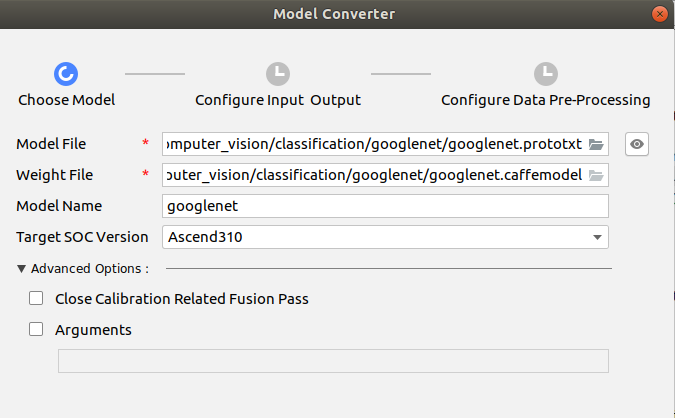 Model Converter
Choose Model
Configure Input Output
Configure Data Pre-Processing
Model File * omputer_vision/classification/googlenet/googlenet.prototxt
Weight File * outer_vision/classification/googlenet/googlenet.caffemodel
Model Name googlenet
Target SOC Version Ascend310
Advanced Options :
Close Calibration Related Fusion Pass
Arguments